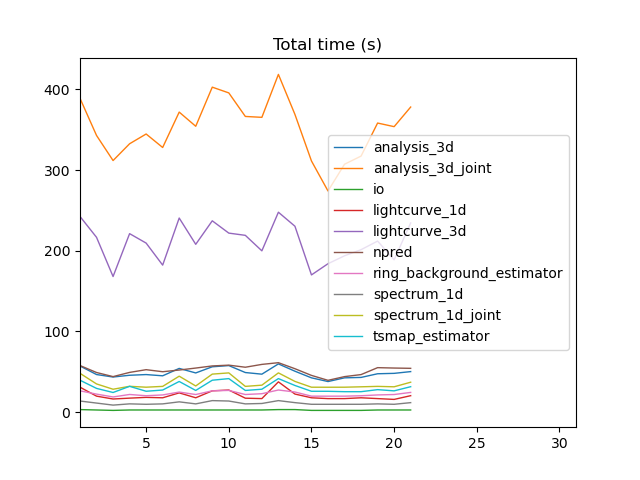 Total time (s)
400
300
200
100
0
analysis_3d
analysis_3d_joint
io
lightcurve_1d
lightcurve_3d
npred
ring_background_estimator
spectrum_1d
spectrum_1d_joint
tsmap_estimator
5 10 15 20 25 30